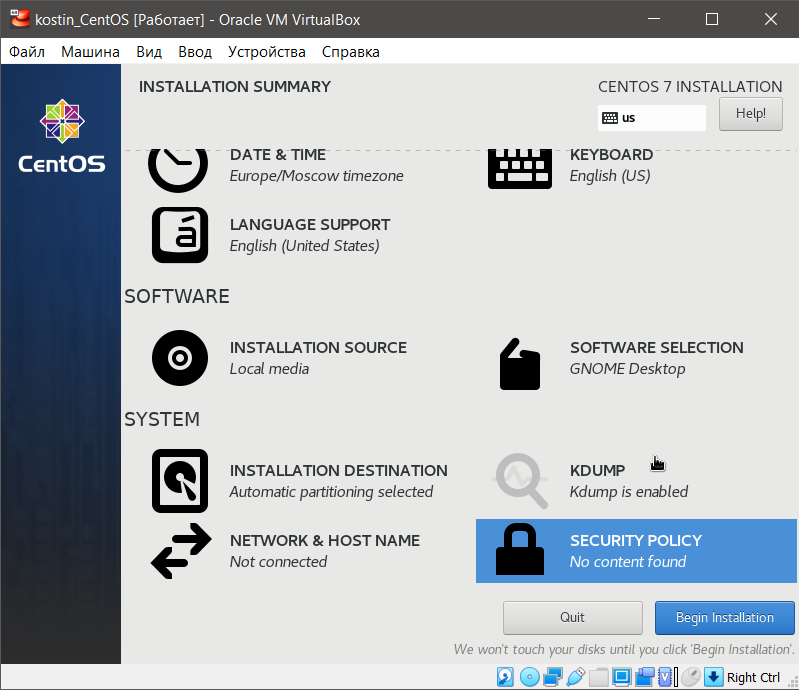 kostin_CentOS [Работает] - Oracle VM VirtualBox
Файл Машина Вид Ввод Устройства Справка
INSTALLATION SUMMARY
CENTOS 7 INSTALLATION
us
Help!
CentOS
DATE & TIME
Europe/Moscow timezone
KEYBOARD
English (US)
á
LANGUAGE SUPPORT
English (United States)
SOFTWARE
INSTALLATION SOURCE
Local media
SOFTWARE SELECTION
GNOME Desktop
SYSTEM
INSTALLATION DESTINATION
Automatic partitioning selected
KDUMP
Kdump is enabled
NETWORK & HOST NAME
Not connected
SECURITY POLICY
No content found
Quit
Begin Installation
We won't touch your disks until you click 'Begin Installation'.
Right Ctrl